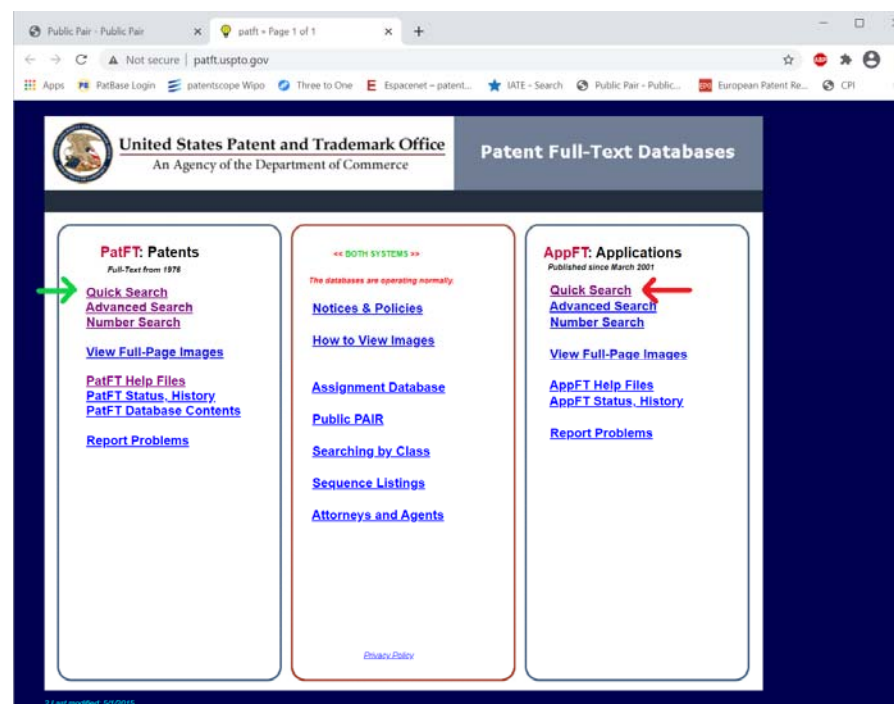 Public Pair - Public Pair
patft » Page 1 of 1
Not secure | patft.uspto.gov
Apps PatBase Login patentscope Wipo Three to One Espacenet – patent... IATE - Search Public Pair - Public... European Patent Re... CPI
United States Patent and Trademark Office
An Agency of the Department of Commerce
Patent Full-Text Databases
PatFT: Patents
Full-Text from 1976
Quick Search
Advanced Search
Number Search
View Full-Page Images
PatFT Help Files
PatFT Status, History
PatFT Database Contents
Report Problems
<< BOTH SYSTEMS >>
The databases are operating normally.
Notices & Policies
How to View Images
Assignment Database
Public PAIR
Searching by Class
Sequence Listings
Attorneys and Agents
Privacy Policy
AppFT: Applications
Published since March 2001
Quick Search
Advanced Search
Number Search
View Full-Page Images
AppFT Help Files
AppFT Status, History
Report Problems
Last modified: 5/1/2015